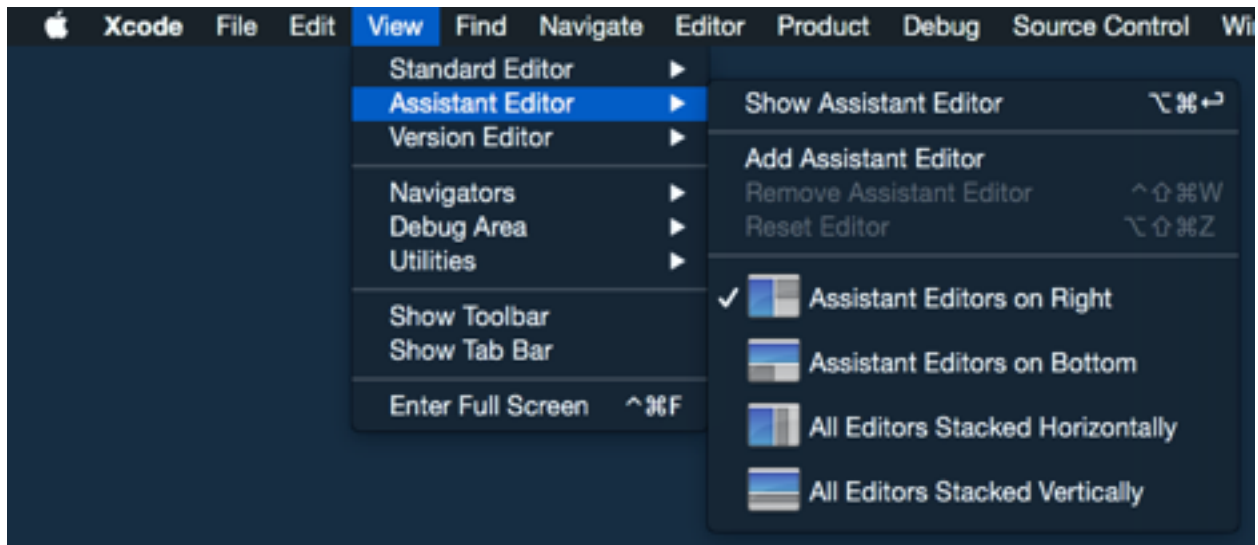 Xcode File Edit View Find Navigate Editor Product Debug Source Control
Standard Editor ▶
Assistant Editor ▶
Version Editor ▶
Navigators ▶
Debug Area ▶
Utilities ▶
Show Toolbar
Show Tab Bar
Enter Full Screen ^⌘F
Show Assistant Editor ⌥⌘↩
Add Assistant Editor
Remove Assistant Editor ^⇧⌘W
Reset Editor ⌥⇧⌘Z
✓ Assistant Editors on Right
Assistant Editors on Bottom
All Editors Stacked Horizontally
All Editors Stacked Vertically